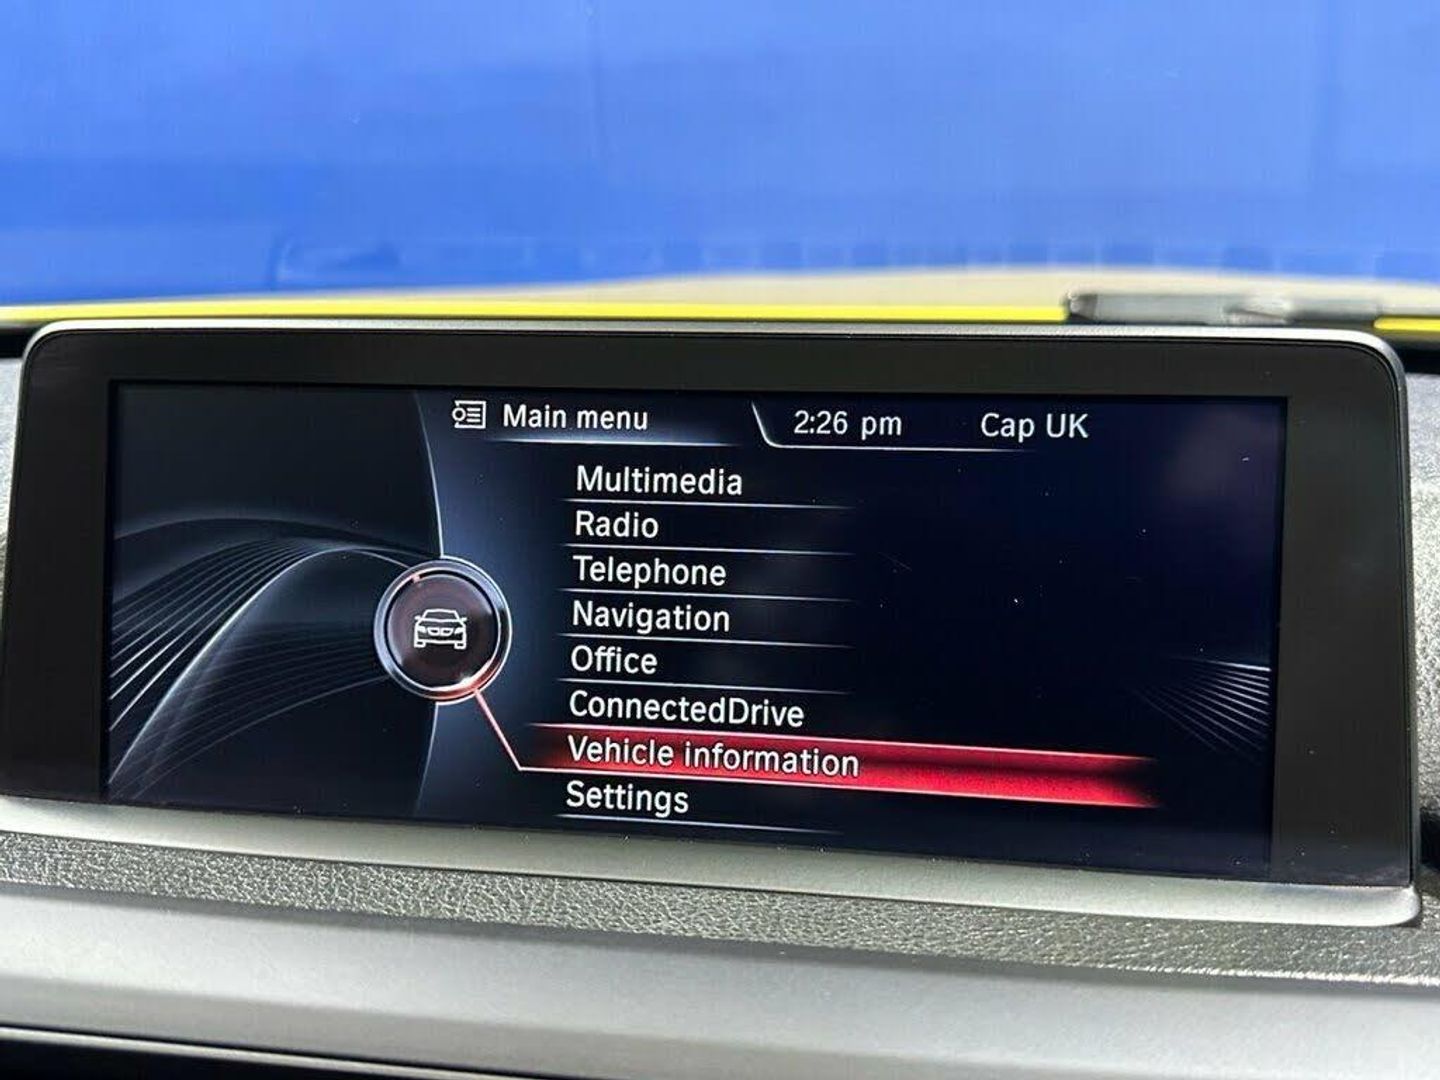 Main menu
2:26 pm
Cap UK
Multimedia
Radio
Telephone
Navigation
Office
ConnectedDrive
Vehicle information
Settings